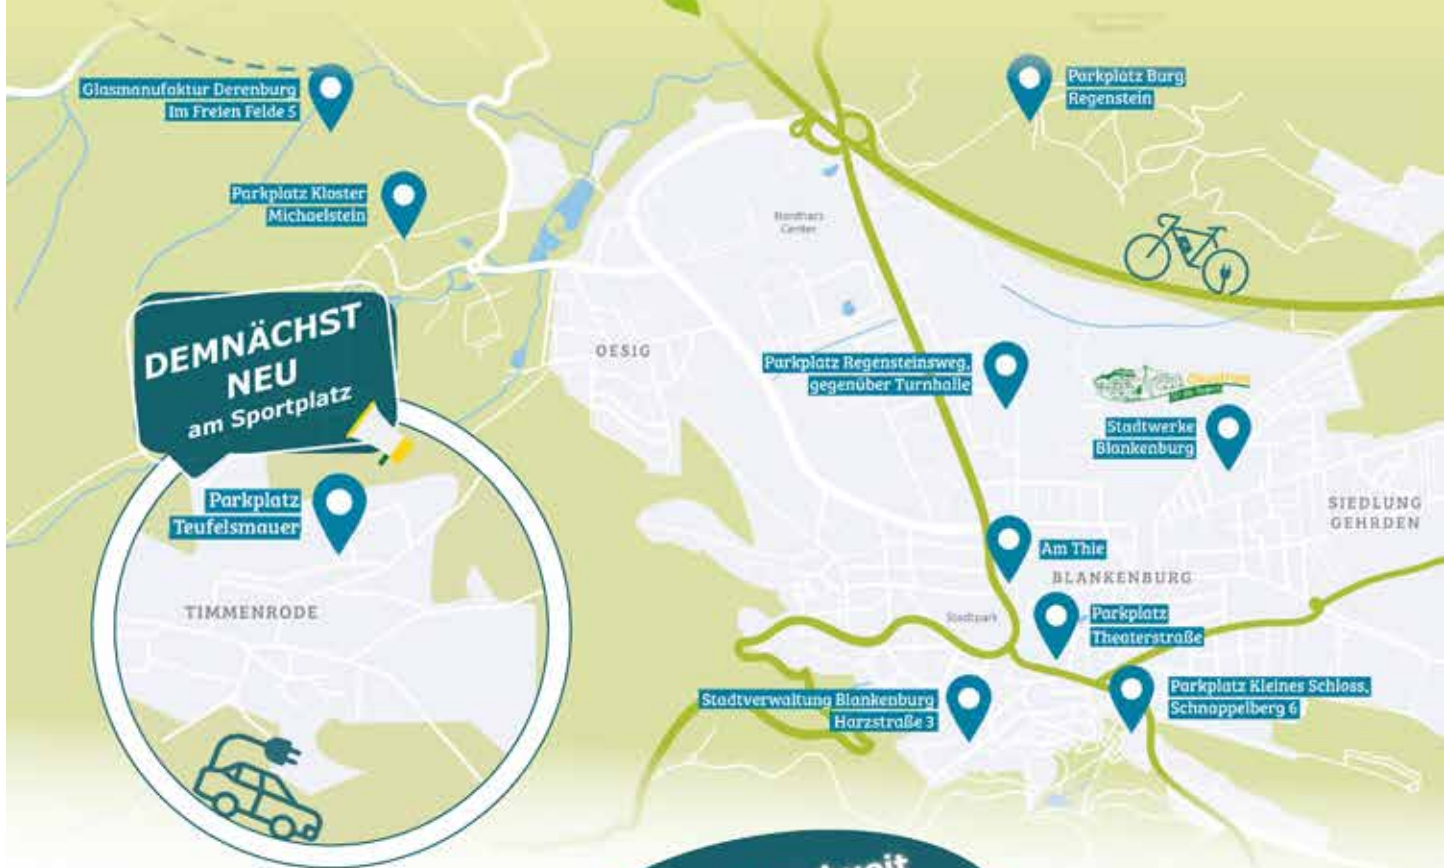 Glasmanufaktur Derenburg
Im Freien Felde 5
Parkplatz Burg
Regenstein
Parkplatz Kloster
Michaelstein
Nordharz
Center
DEMNÄCHST
NEU
am Sportplatz
OESIG
Parkplatz Regensteinsweg,
gegenüber Turnhalle
Stadtwerke
Blankenburg
Parkplatz
Teufelsmauer
SIEDLUNG
GEHRDEN
Am Thie
BLANKENBURG
TIMMENRODE
Stadtpark
Parkplatz
Theaterstraße
Stadtverwaltung Blankenburg
Harzstraße 3
Parkplatz Kleines Schloss,
Schnappelberg 6